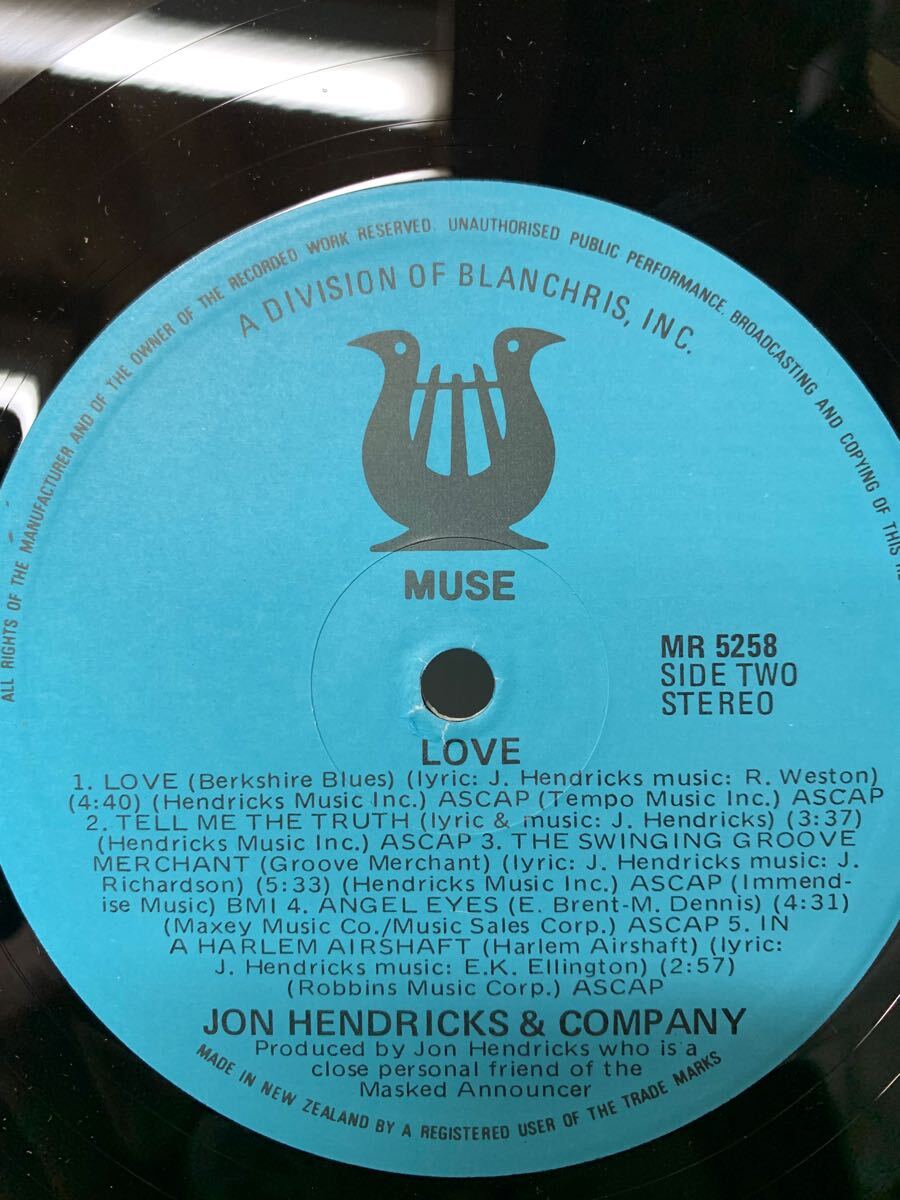 ALL RIGHTS OF THE MANUFACTURER AND OF THE OWNER OF THE RECORDED WORK RESERVED. UNAUTHORISED PUBLIC PERFORMANCE, BROADCASTING AND COPYING OF THIS
A DIVISION OF BLANCHRIS, INC.
MUSE
MR 5258
SIDE TWO
STEREO
LOVE
1. LOVE (Berkshire Blues) (lyric: J. Hendricks music: R. Weston)
(4:40) (Hendricks Music Inc.) ASCAP (Tempo Music Inc.) ASCAP
2. TELL ME THE TRUTH (lyric & music: J. Hendricks) (3:37)
(Hendricks Music Inc.) ASCAP 3. THE SWINGING GROOVE
MERCHANT (Groove Merchant) (lyric: J. Hendricks music: J.
Richardson) (5:33) (Hendricks Music Inc.) ASCAP (Immend-
ise Music) BMI 4. ANGEL EYES (E. Brent-M. Dennis) (4:31)
(Maxey Music Co./Music Sales Corp.) ASCAP 5. IN
A HARLEM AIRSHAFT (Harlem Airshaft) (lyric:
J. Hendricks music: E.K. Ellington) (2:57)
(Robbins Music Corp.) ASCAP
JON HENDRICKS & COMPANY
Produced by Jon Hendricks who is a
close personal friend of the
Masked Announcer
MADE IN NEW ZEALAND BY A REGISTERED USER OF THE TRADE MARKS